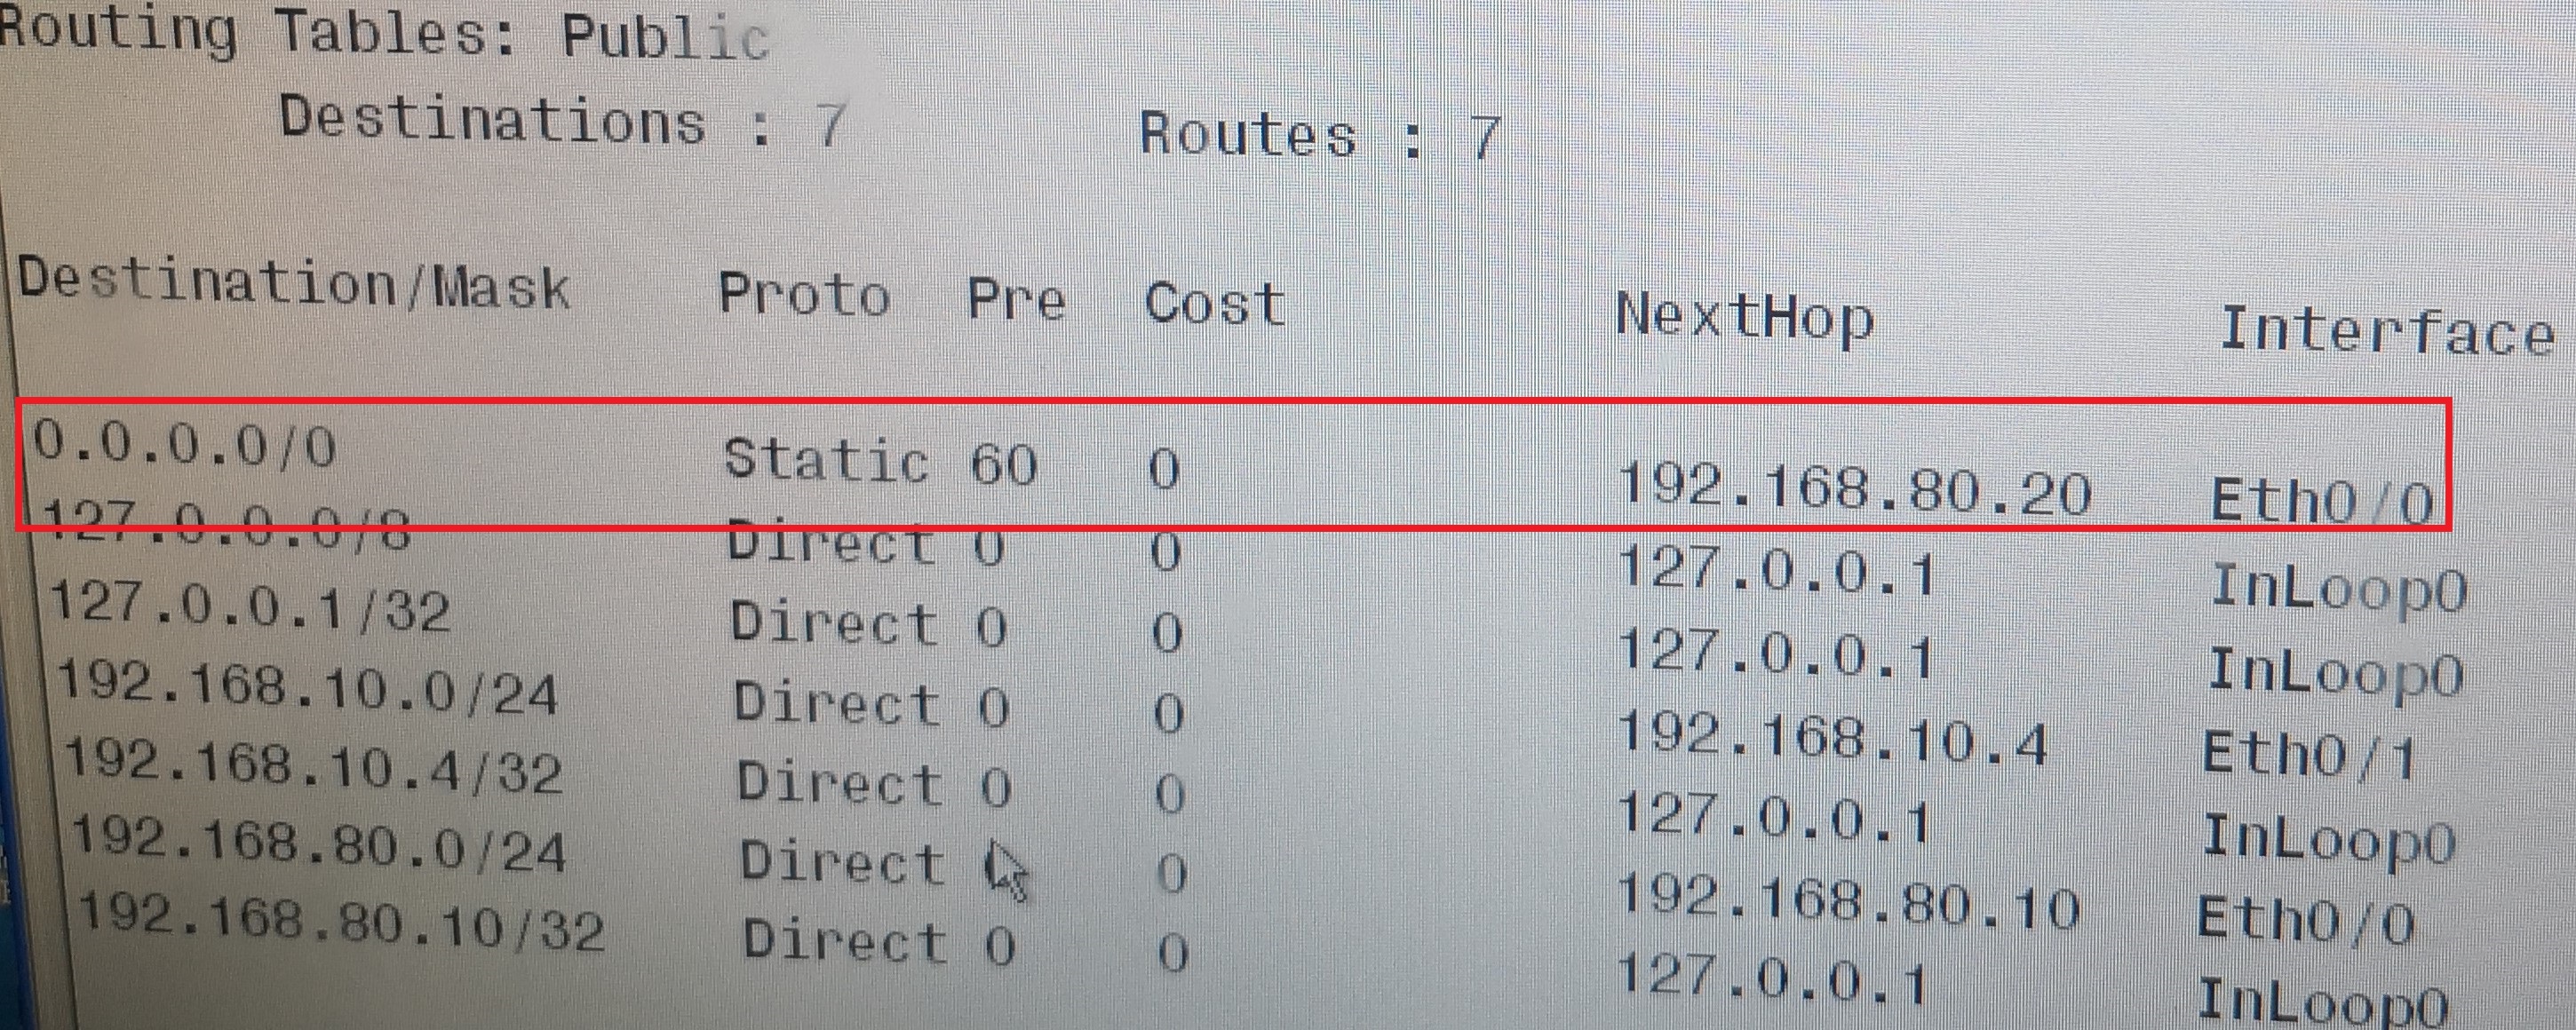 Routing Tables: Public
Destinations : 7 Routes : 7
Destination/Mask Proto Pre Cost NextHop Interface
0.0.0.0/0 Static 60 0 192.168.80.20 Eth0/0
127.0.0.0/8 Direct 0 0 127.0.0.1 InLoop0
127.0.0.1/32 Direct 0 0 127.0.0.1 InLoop0
192.168.10.0/24 Direct 0 0 192.168.10.4 Eth0/1
192.168.10.4/32 Direct 0 0 127.0.0.1 InLoop0
192.168.80.0/24 Direct 0 192.168.80.10 Eth0/0
192.168.80.10/32 Direct 0 0 127.0.0.1 InLoop0